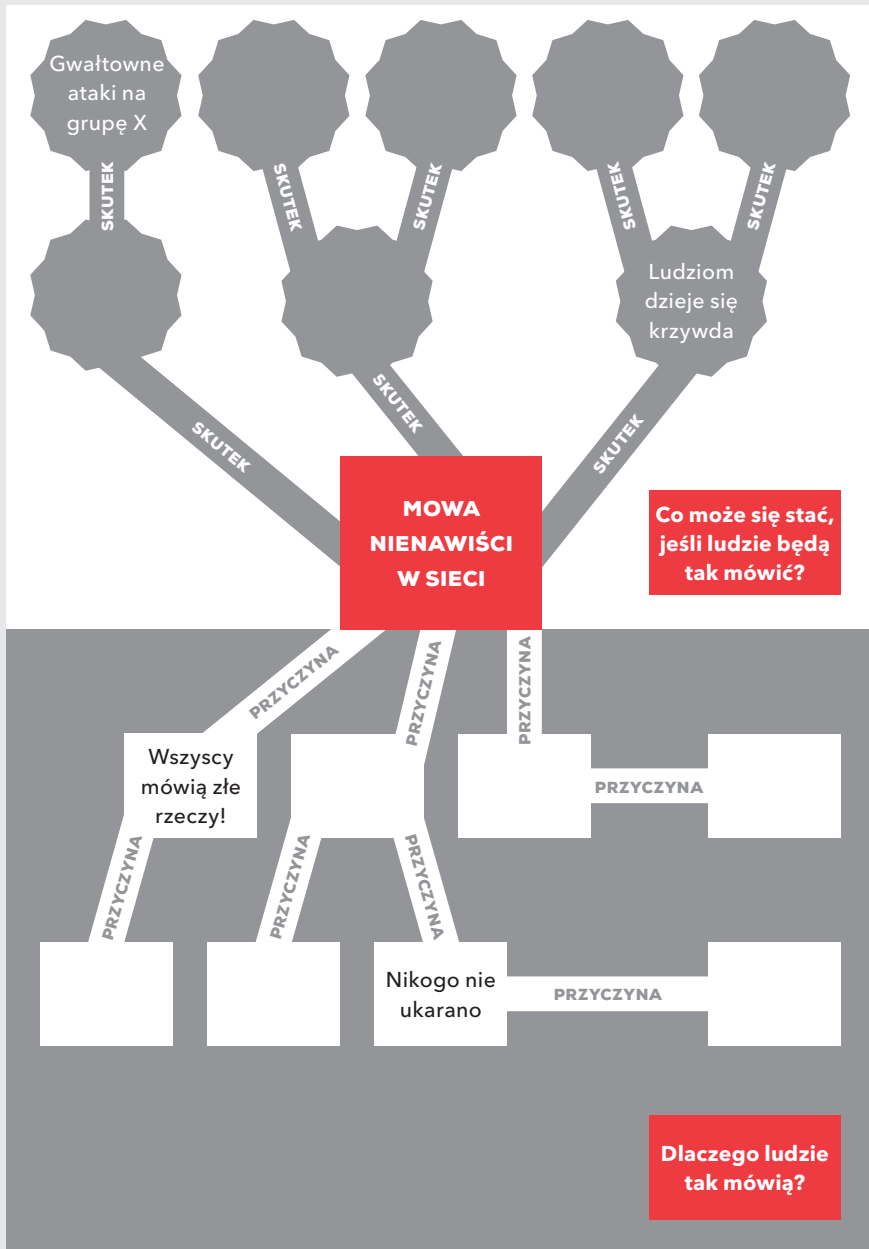 Gwałtowne
ataki na
grupę X
SKUTEK
SKUTEK
SKUTEK
SKUTEK
SKUTEK
Ludziom
dzieje się
krzywda
SKUTEK
SKUTEK
SKUTEK
MOWA
NIENAWIŚCI
W SIECI
Co może się stać,
jeśli ludzie będą
tak mówić?
PRZYCZYNA
PRZYCZYNA
PRZYCZYNA
Wszyscy
mówią złe
rzeczy!
PRZYCZYNA
PRZYCZYNA
PRZYCZYNA
PRZYCZYNA
Nikogo nie
ukarano
PRZYCZYNA
Dlaczego ludzie
tak mówią?